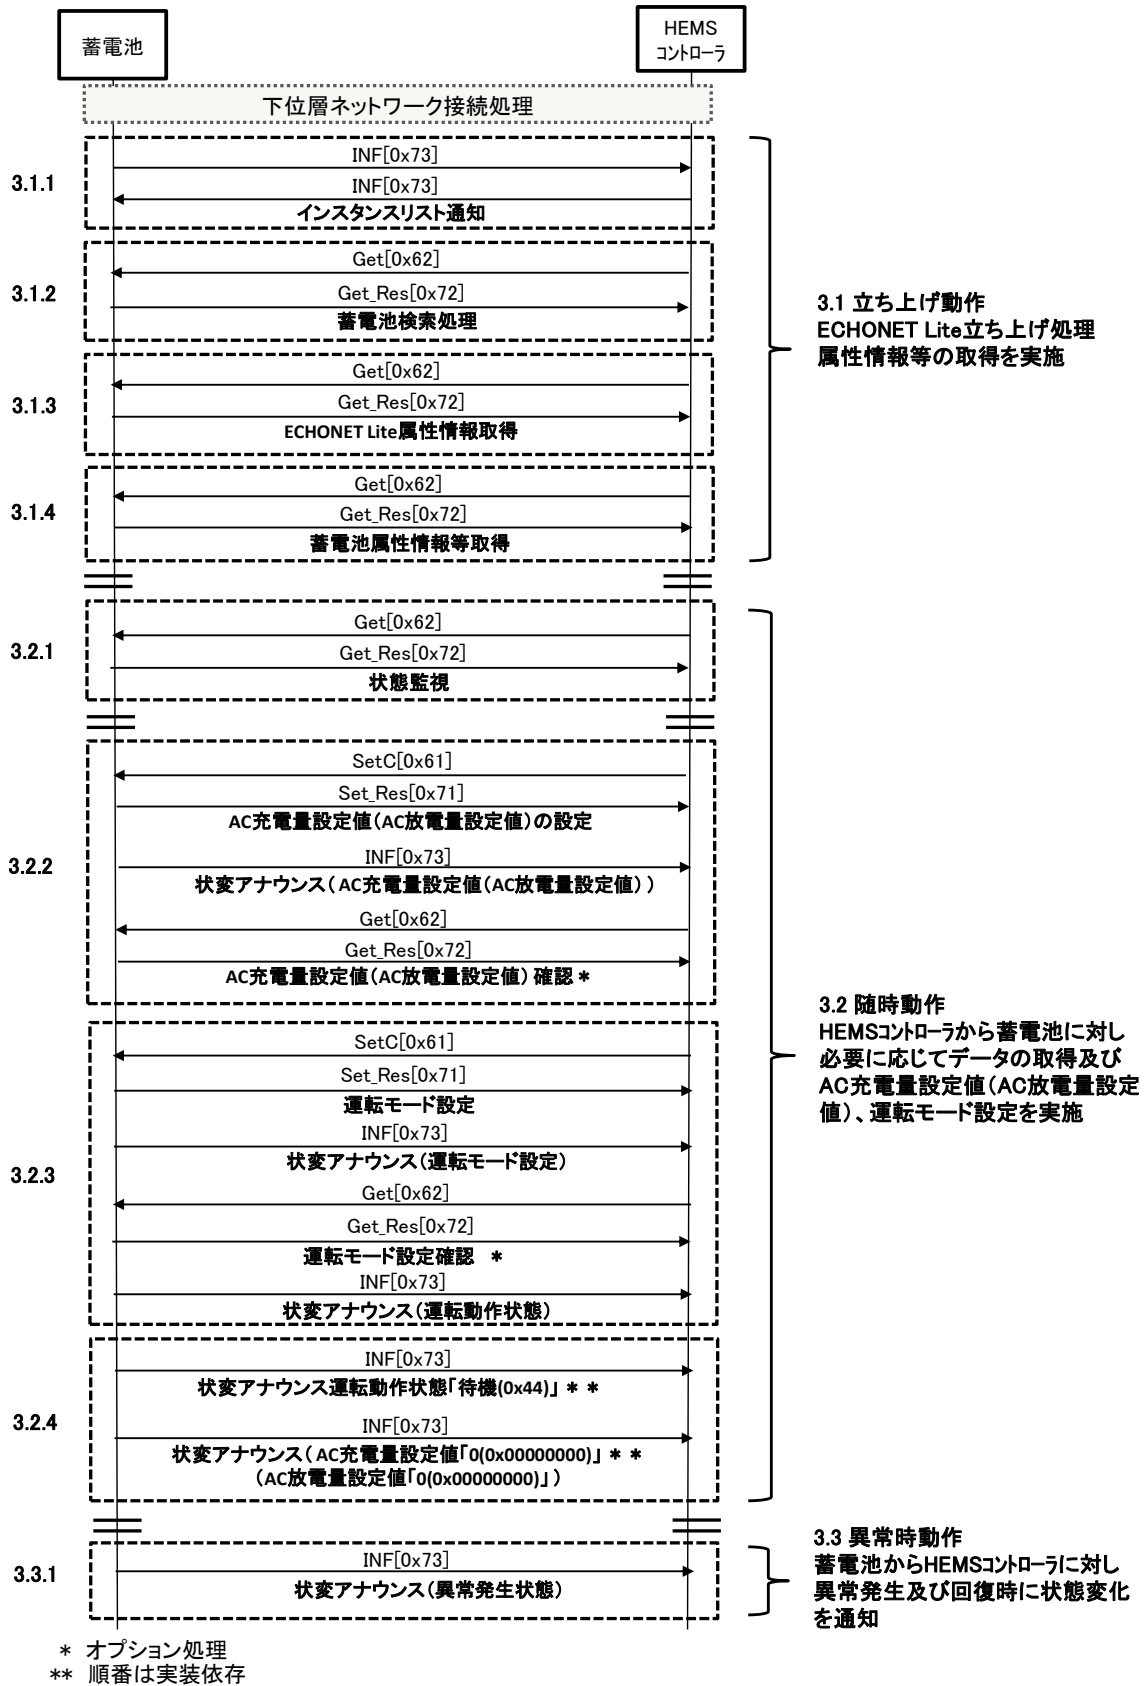 蓄電池
HEMS
コントローラ
下位層ネットワーク接続処理
3.1.1
INF[0x73]
INF[0x73]
インスタンスリスト通知
3.1.2
Get[0x62]
Get_Res[0x72]
蓄電池検索処理
3.1.3
Get[0x62]
Get_Res[0x72]
ECHONET Lite属性情報取得
3.1.4
Get[0x62]
Get_Res[0x72]
蓄電池属性情報等取得
3.1 立ち上げ動作
ECHONET Lite立ち上げ処理
属性情報等の取得を実施
3.2.1
Get[0x62]
Get_Res[0x72]
状態監視
3.2.2
SetC[0x61]
Set_Res[0x71]
AC充電量設定値(AC放電量設定値)の設定
INF[0x73]
状変アナウンス(AC充電量設定値(AC放電量設定値))
Get[0x62]
Get_Res[0x72]
AC充電量設定値(AC放電量設定値)確認*
3.2.3
SetC[0x61]
Set_Res[0x71]
運転モード設定
INF[0x73]
状変アナウンス(運転モード設定)
Get[0x62]
Get_Res[0x72]
運転モード設定確認 *
INF[0x73]
状変アナウンス(運転動作状態)
3.2.4
INF[0x73]
状変アナウンス運転動作状態「待機(0x44)」**
INF[0x73]
状変アナウンス(AC充電量設定値「0(0x00000000)」**
(AC放電量設定値「0(0x00000000)」)
3.2 随時動作
HEMSコントローラから蓄電池に対し
必要に応じてデータの取得及び
AC充電量設定値(AC放電量設定
値)、運転モード設定を実施
3.3.1
INF[0x73]
状変アナウンス(異常発生状態)
3.3 異常時動作
蓄電池からHEMSコントローラに対し
異常発生及び回復時に状態変化
を通知
* オプション処理
** 順番は実装依存